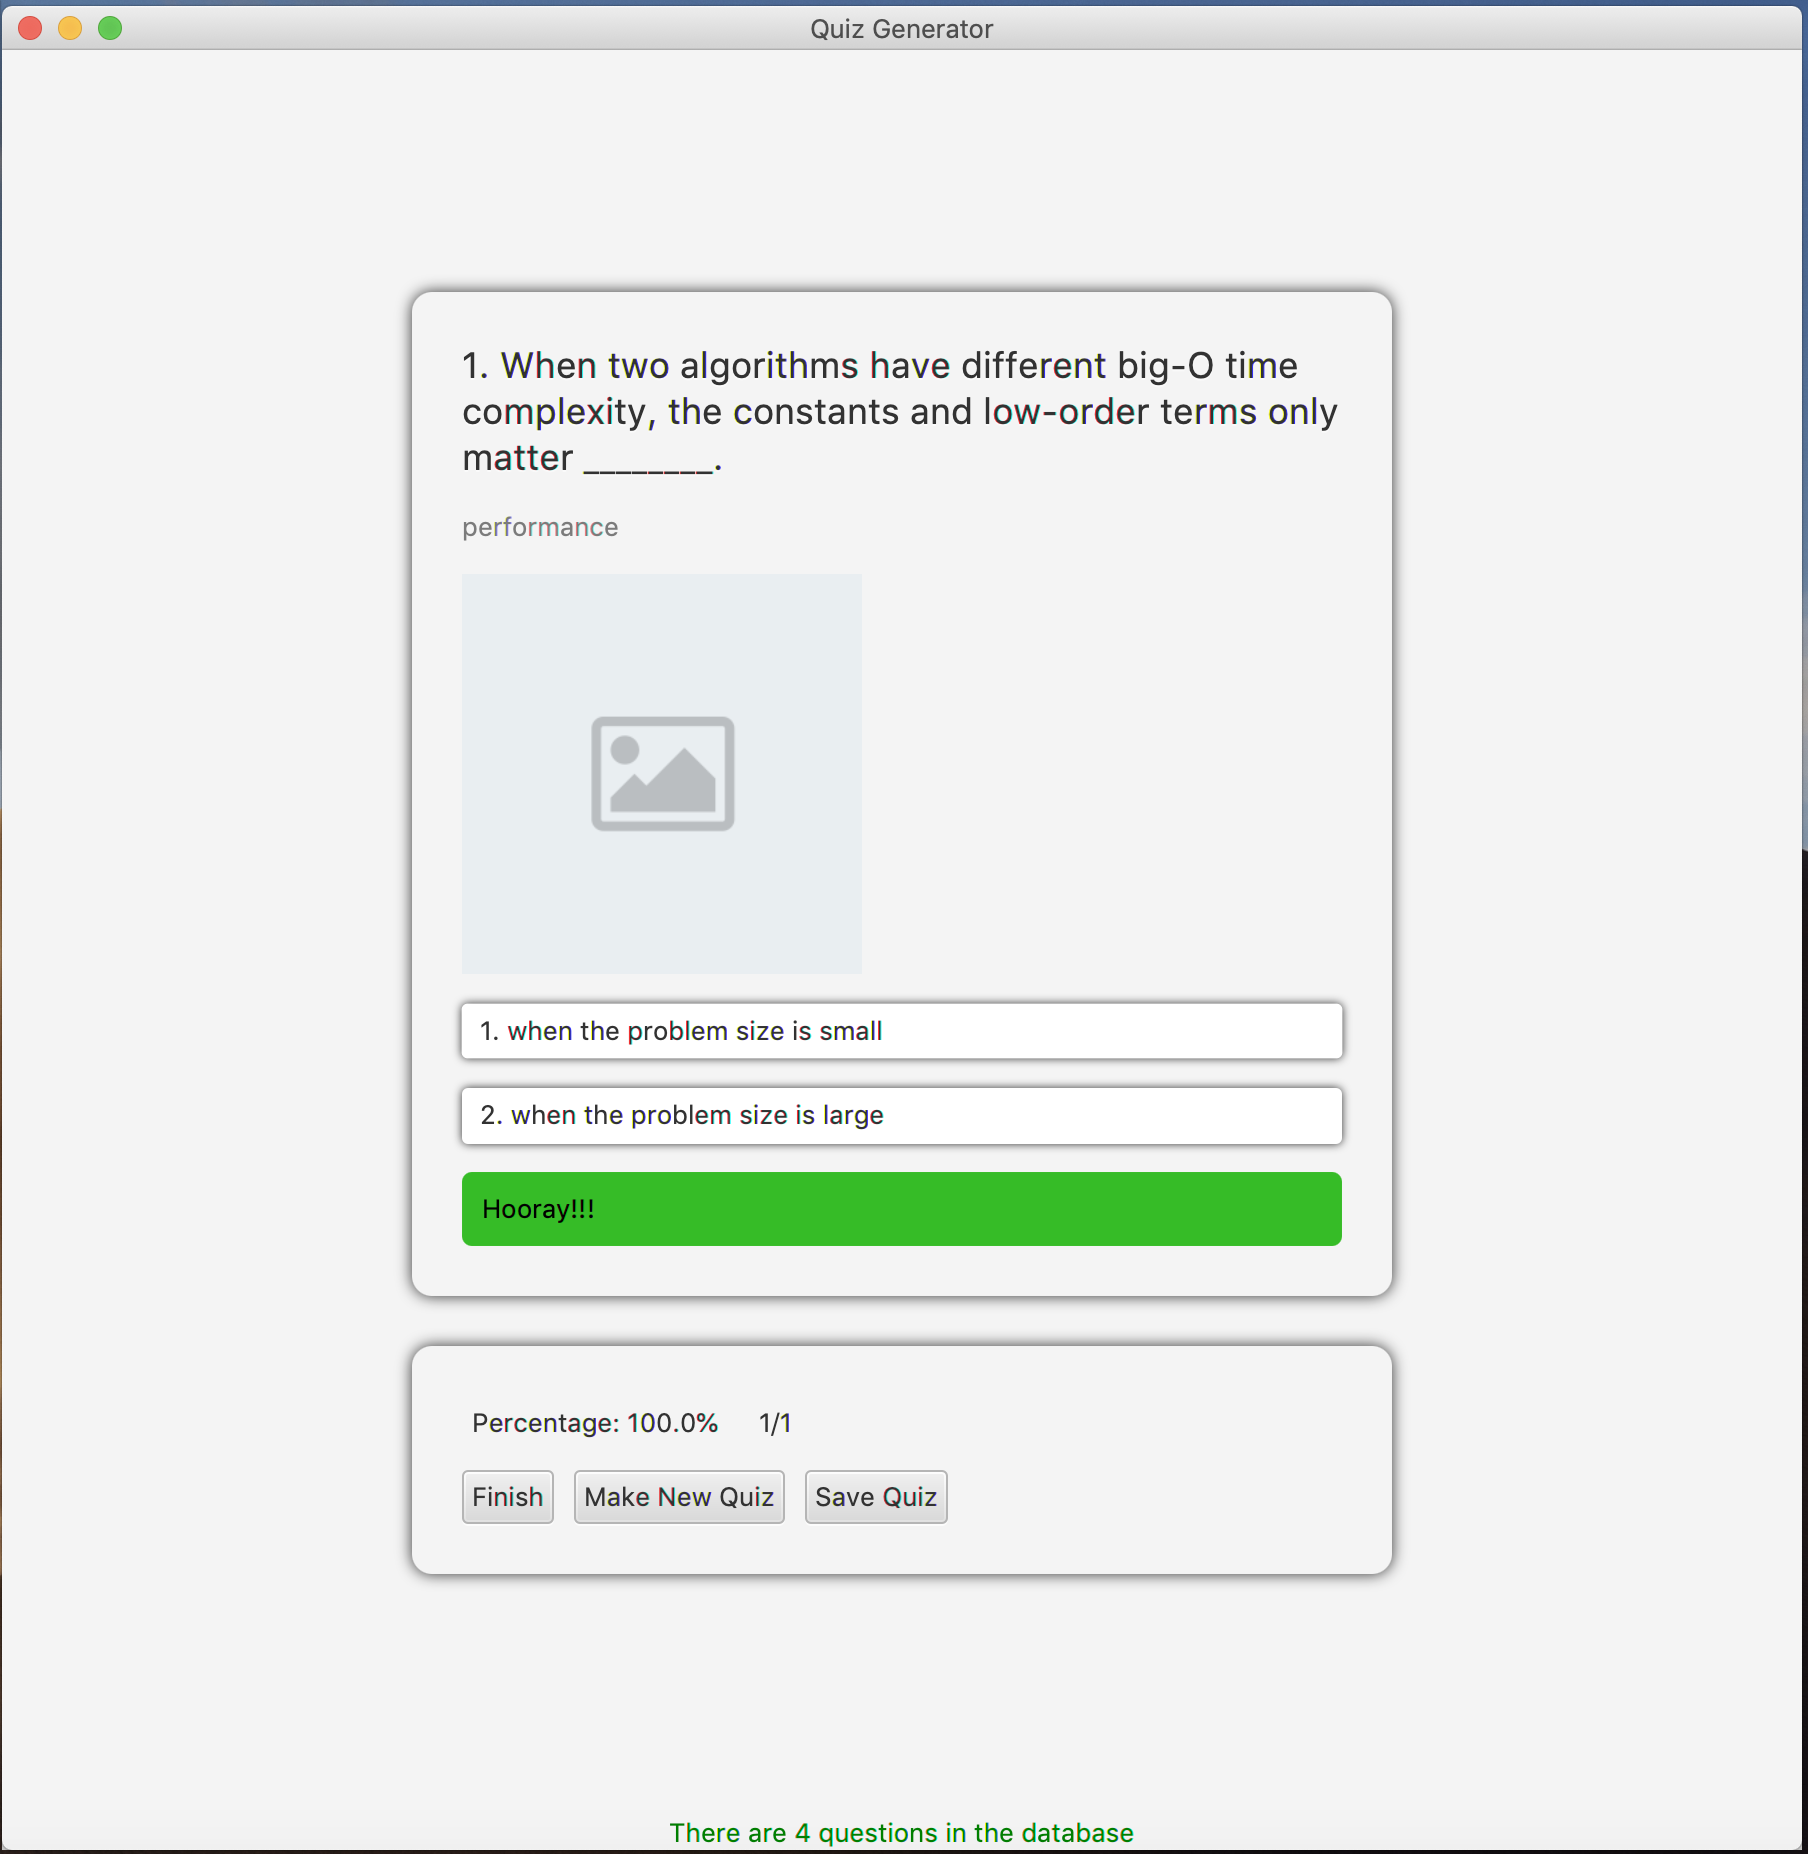 Quiz Generator
1. When two algorithms have different big-O time
complexity, the constants and low-order terms only
matter ________.
performance
1. when the problem size is small
2. when the problem size is large
Hooray!!!
Percentage: 100.0% 1/1
Finish Make New Quiz Save Quiz
There are 4 questions in the database